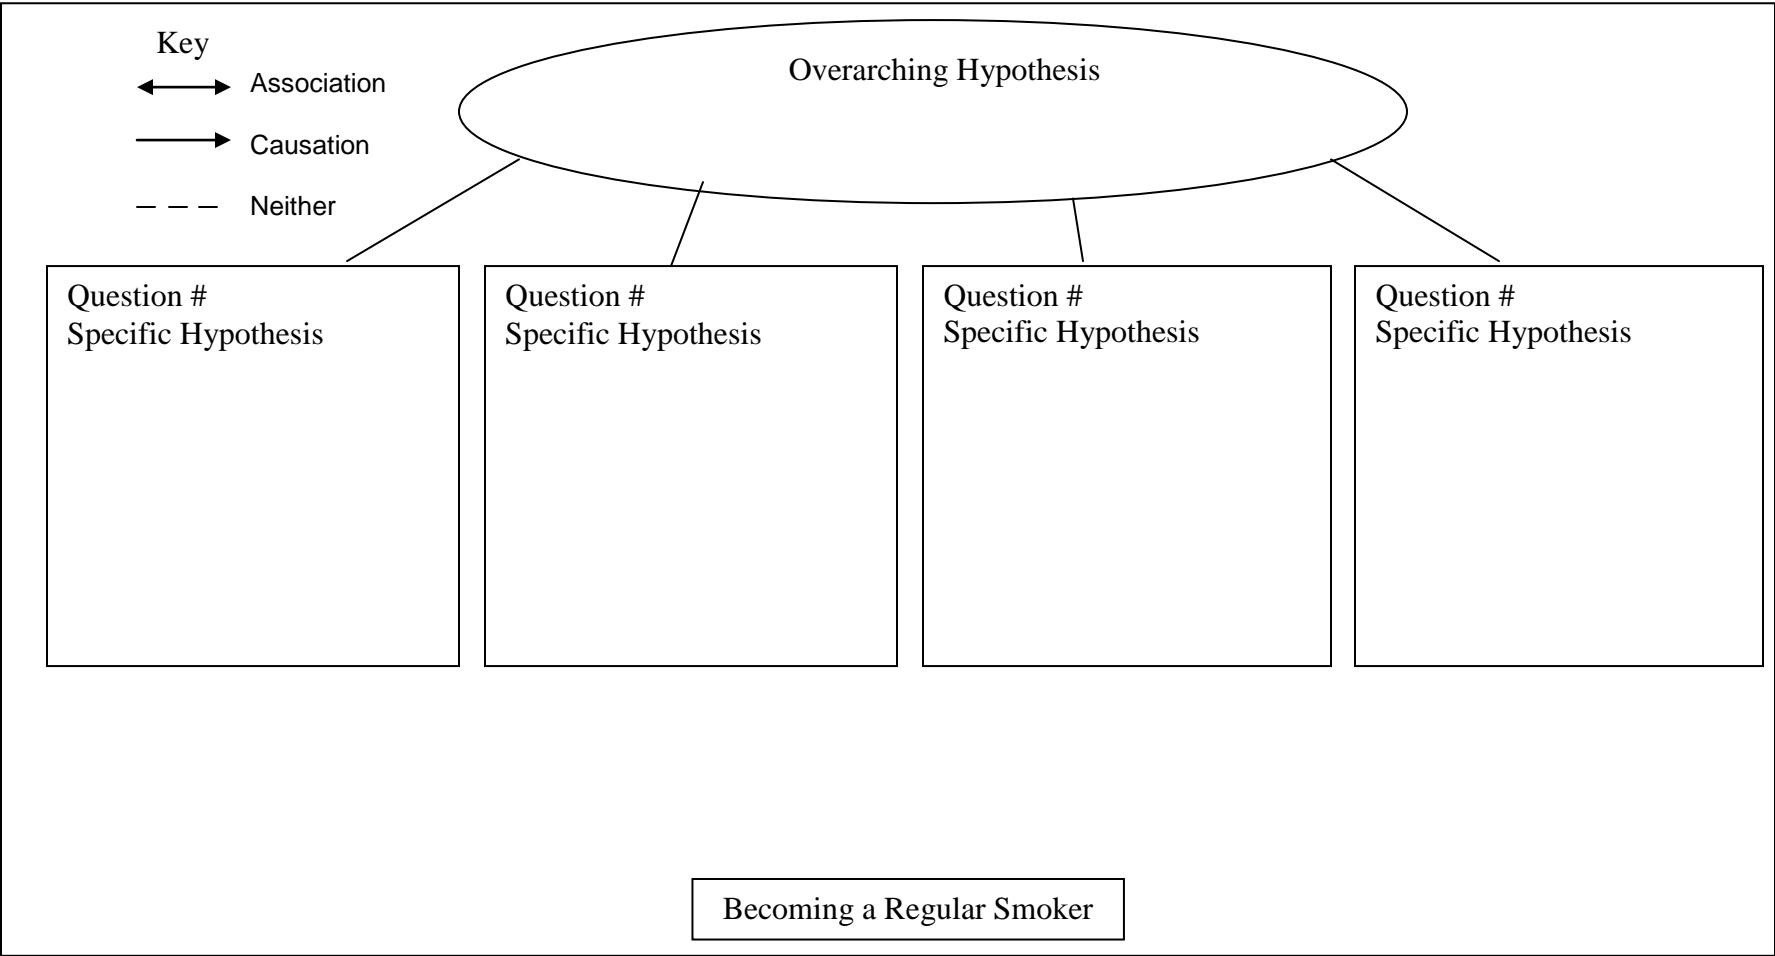 Key
Association
Causation
Neither
Overarching Hypothesis
Question #
Specific Hypothesis
Question #
Specific Hypothesis
Question #
Specific Hypothesis
Question #
Specific Hypothesis
Becoming a Regular Smoker